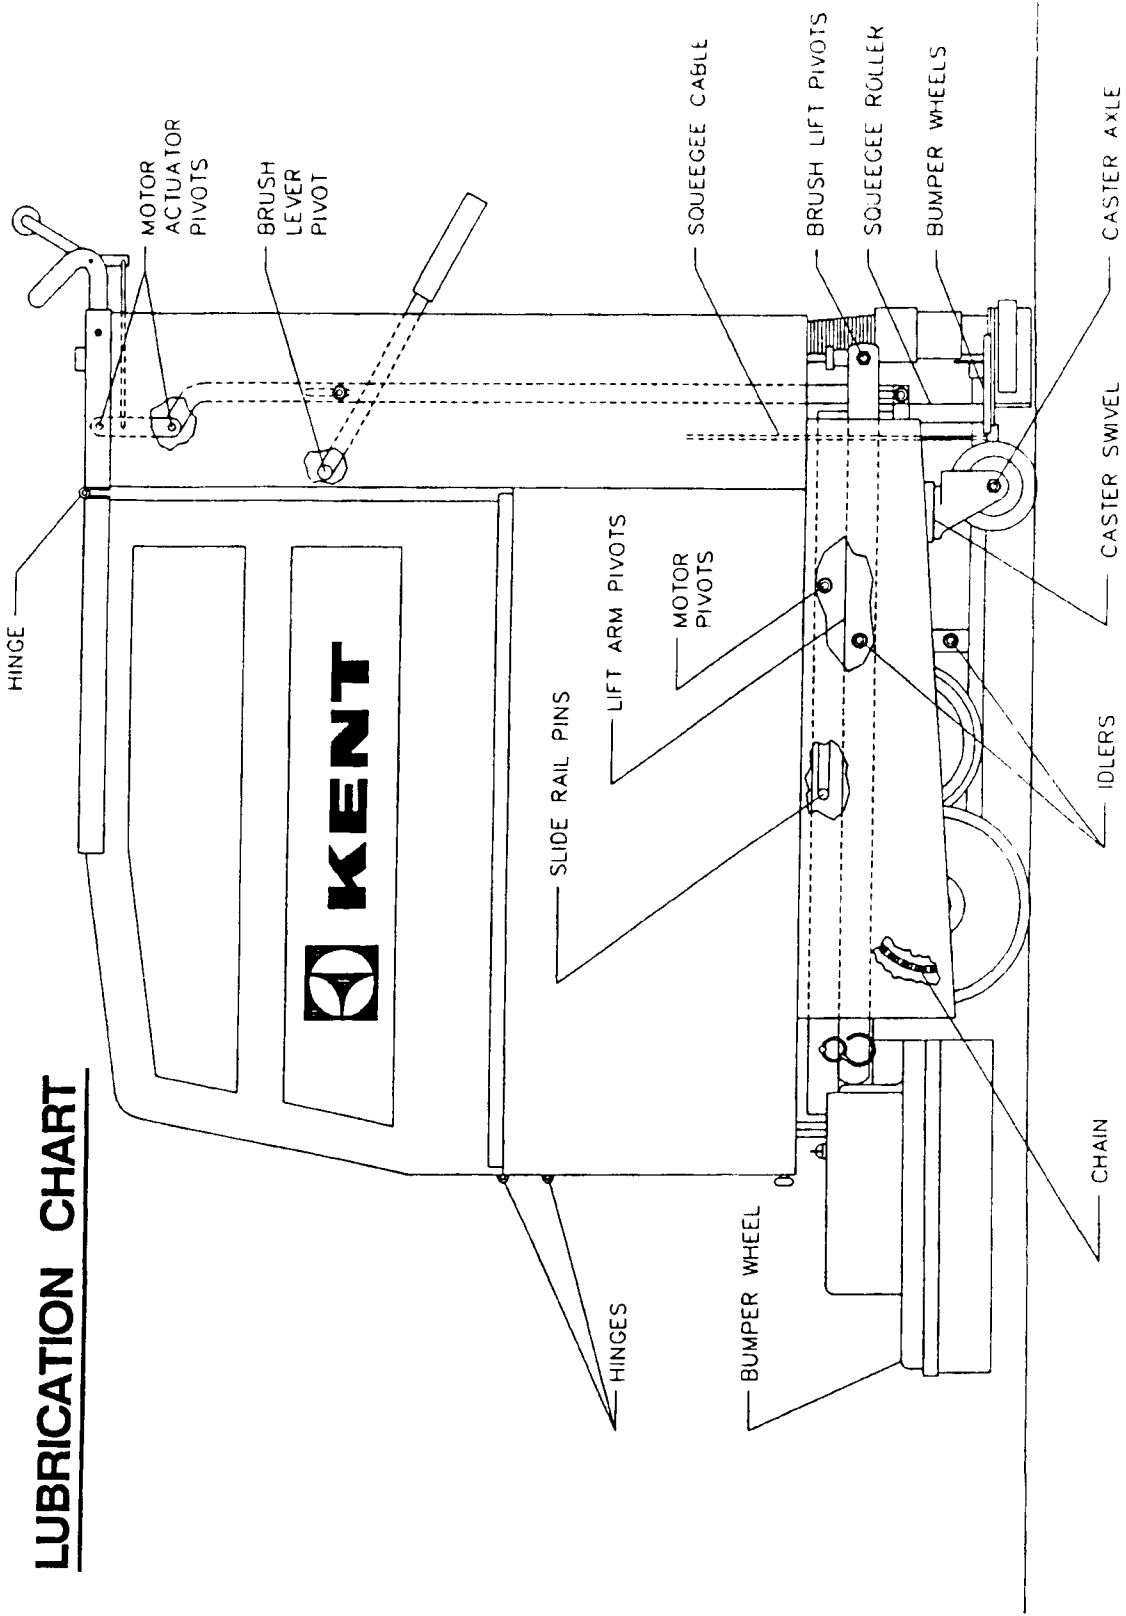 LUBRICATION CHART
HINGE
MOTOR
ACTUATOR
PIVOTS
BRUSH
LEVER
PIVOT
KENT
HINGES
SLIDE RAIL PINS
LIFT ARM PIVOTS
MOTOR
PIVOTS
SQUEEGEE CABLE
BUMPER WHEEL
BRUSH LIFT PIVOTS
SQUEEGEE ROLLER
BUMPER WHEELS
CHAIN
IDLERS
CASTER SWIVEL
CASTER AXLE